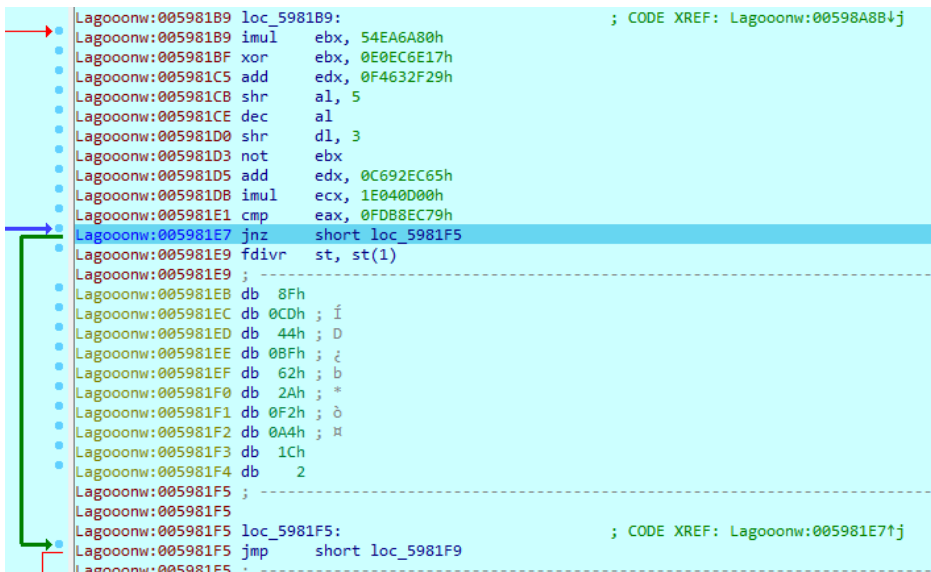 Lagooonw:005981B9 loc_5981B9: ; CODE XREF: Lagooonw:00598A8B↓j
Lagooonw:005981B9 imul ebx, 54EA6A80h
Lagooonw:005981BF xor ebx, 0E0EC6E17h
Lagooonw:005981C5 add edx, 0F4632F29h
Lagooonw:005981CB shr al, 5
Lagooonw:005981CE dec al
Lagooonw:005981D0 shr dl, 3
Lagooonw:005981D3 not ebx
Lagooonw:005981D5 add edx, 0C692EC65h
Lagooonw:005981DB imul ecx, 1E040D00h
Lagooonw:005981E1 cmp eax, 0FDB8EC79h
Lagooonw:005981E7 jnz short loc_5981F5
Lagooonw:005981E9 fdivr st, st(1)
Lagooonw:005981E9 ; ---------------------------------------------------------------------------
Lagooonw:005981EB db 8Fh
Lagooonw:005981EC db 0CDh ; Í
Lagooonw:005981ED db 44h ; D
Lagooonw:005981EE db 0BFh ; ¿
Lagooonw:005981EF db 62h ; b
Lagooonw:005981F0 db 2Ah ; *
Lagooonw:005981F1 db 0F2h ; ò
Lagooonw:005981F2 db 0A4h ; ¤
Lagooonw:005981F3 db 1Ch
Lagooonw:005981F4 db 2
Lagooonw:005981F5 ; ---------------------------------------------------------------------------
Lagooonw:005981F5
Lagooonw:005981F5 loc_5981F5: ; CODE XREF: Lagooonw:005981E7↑j
Lagooonw:005981F5 jmp short loc_5981F9
Lagooonw:005981F5 ; ---------------------------------------------------------------------------